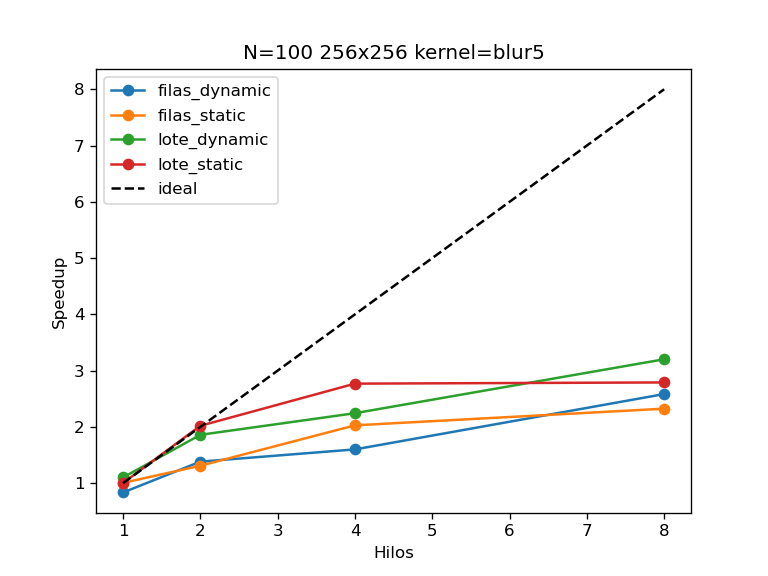 N=100 256x256 kernel=blur5
filas_dynamic
filas_static
lote_dynamic
lote_static
ideal
8
7
6
5
4
3
2
1
Speedup
1 2 3 4 5 6 7 8
Hilos